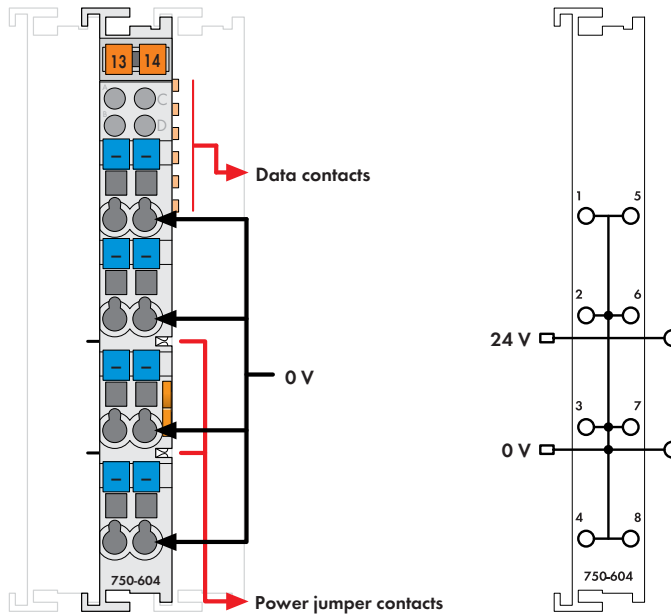 13 14
A C
B D
Data contacts
0 V
750-604
Power jumper contacts
1 5
2 6
24 V
3 7
0 V
4 8
750-604